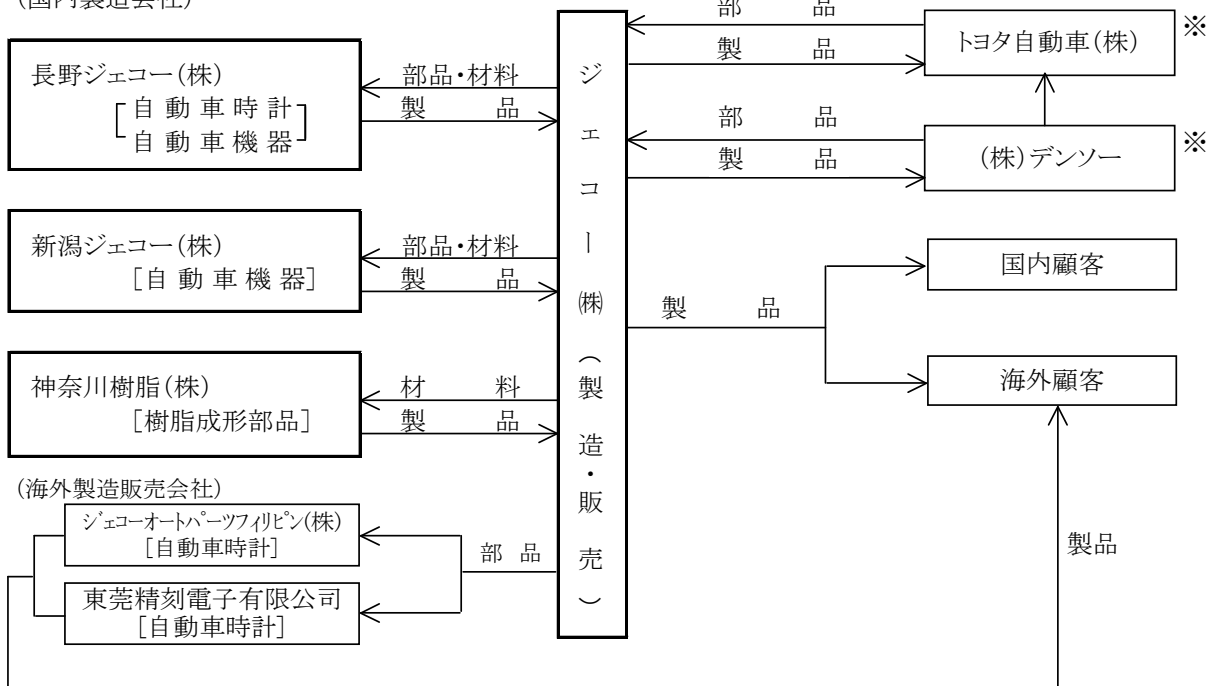 (国内製造会社)
長野ジェコー(株)
自動車時計
自動車機器
部品・材料
製品
新潟ジェコー(株)
[自動車機器]
部品・材料
製品
神奈川樹脂(株)
[樹脂成形部品]
材料
製品
(海外製造販売会社)
ジェコーオートパーツフィリピン(株)
[自動車時計]
東莞精刻電子有限公司
[自動車時計]
部品
ジェコー㈱(製造・販売)
部品
製品
トヨタ自動車(株)
※
部品
製品
(株)デンソー
※
製品
国内顧客
海外顧客
製品